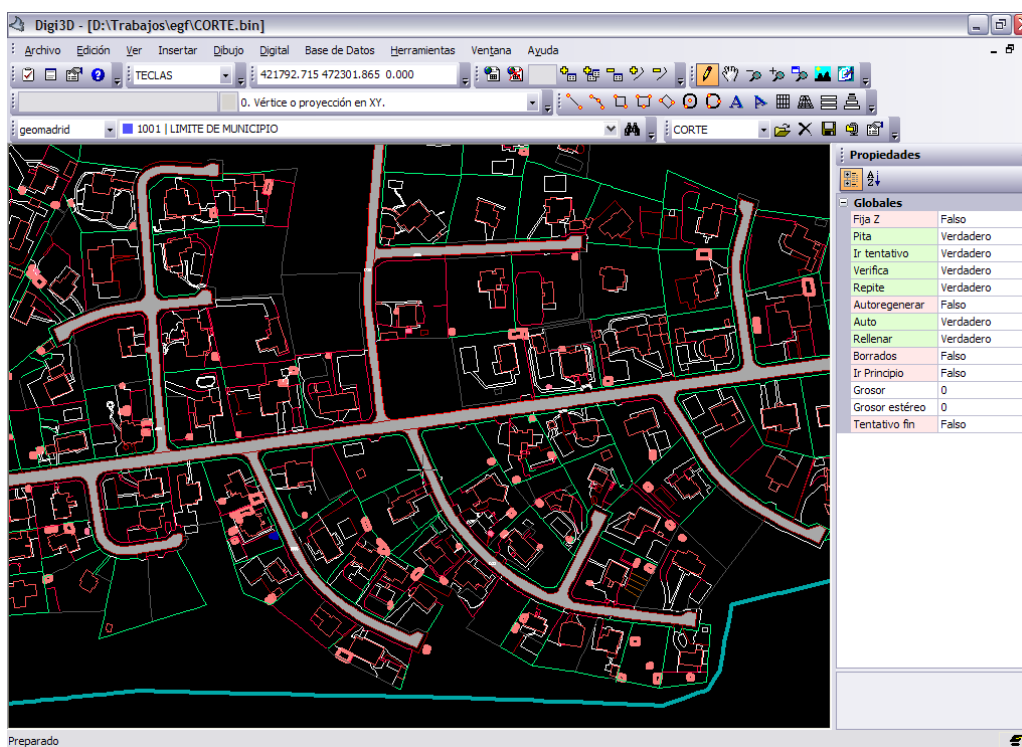 Digi3D - [D:\Trabajos\egf\CORTE.bin]
Archivo Edición Ver Insertar Dibujo Digital Base de Datos Herramientas Ventana Ayuda
TECLAS 421792.715 472301.865 0.000
0. Vértice o proyección en XY.
geomadrid 1001 | LIMITE DE MUNICIPIO CORTE
Propiedades
Globales
Fija Z Falso
Pita Verdadero
Ir tentativo Verdadero
Verifica Verdadero
Repite Verdadero
Autoregenerar Falso
Auto Verdadero
Rellenar Verdadero
Borrados Falso
Ir Principio Falso
Grosor 0
Grosor estéreo 0
Tentativo fin Falso
Preparado